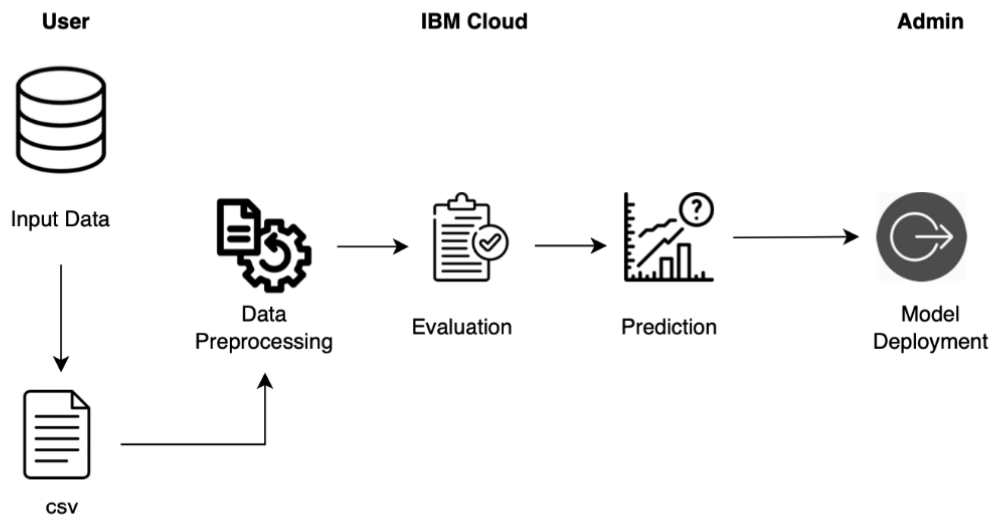 User
IBM Cloud
Admin
Input Data
Data
Preprocessing
Evaluation
?
Prediction
Model
Deployment
csv